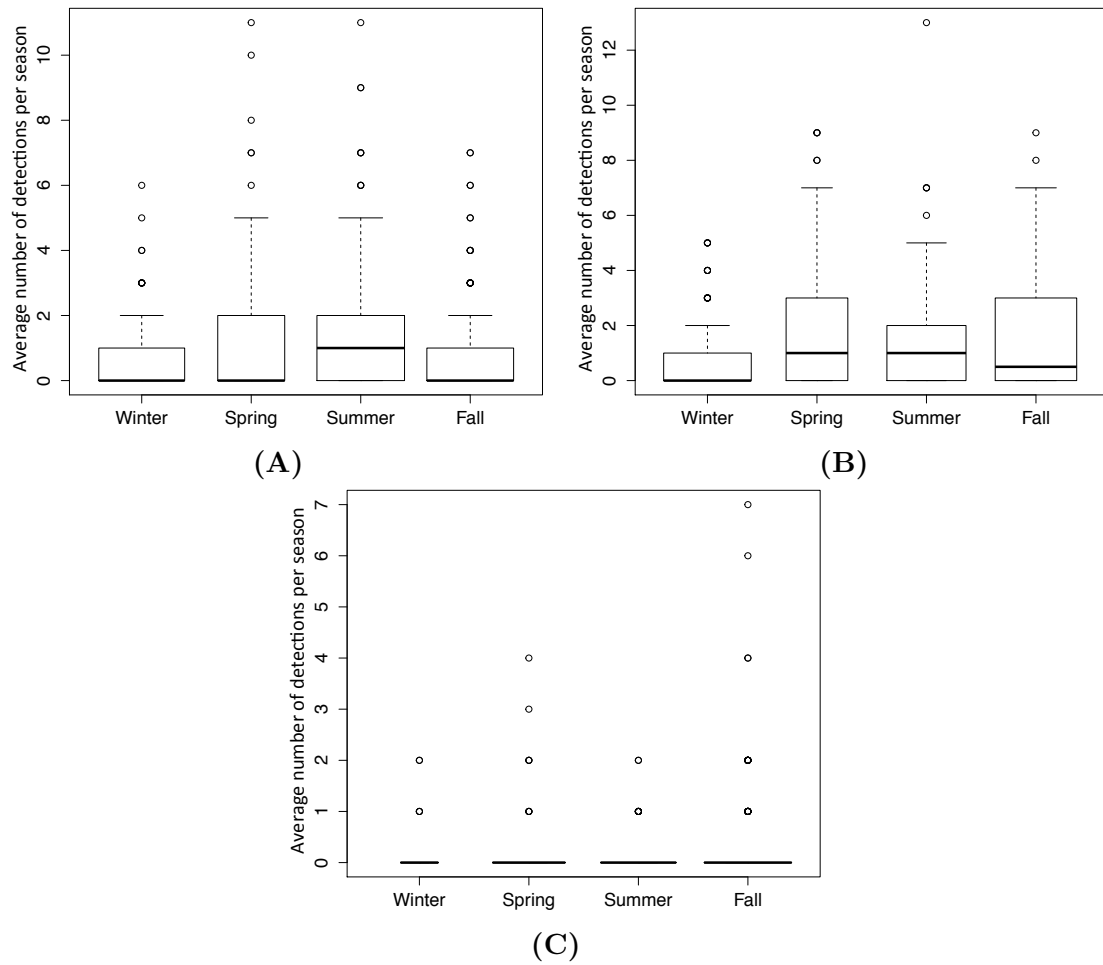 Average number of detections per season
10
8
6
4
2
0
Winter Spring Summer Fall
(A)
Average number of detections per season
12
10
8
6
4
2
0
Winter Spring Summer Fall
(B)
Average number of detections per season
7
6
5
4
3
2
1
0
Winter Spring Summer Fall
(C)